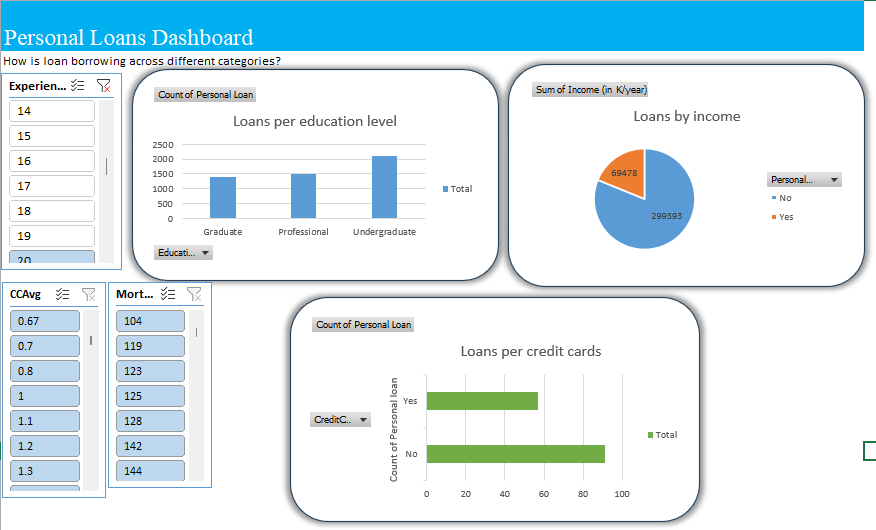 Personal Loans Dashboard
How is loan borrowing across different categories?
Experien...
14
15
16
17
18
19
20
Count of Personal Loan
Loans per education level
2500
2000
1500
1000
500
0
Graduate Professional Undergraduate
Total
Educati...
Sum of Income (in K/year)
Loans by income
69478
299393
Personal...
No
Yes
CCAvg
0.67
0.7
0.8
1
1.1
1.2
1.3
Mort...
104
119
123
125
128
142
144
Count of Personal Loan
Loans per credit cards
CreditC..
Count of Personal loan
Yes
No
0 20 40 60 80 100
Total